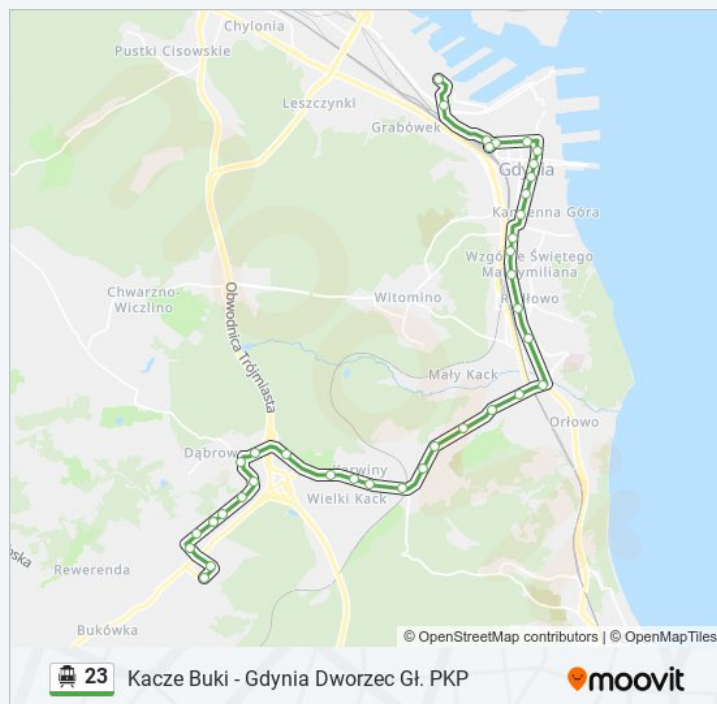 Chylonia
Pustki Cisowskie
Leszczynki
Grabówek
Gdynia
Kamienna Góra
Wzgórze Świętego
Maksymiliana
Redłowo
Chwarzno-
Wiczlino
Witomino
Obwodnica Trójmiasta
Mały Kack
Orłowo
Dąbrowa
Karwiny
Wielki Kack
Rewerenda
Bukówka
© OpenStreetMap contributors | © OpenMapTiles
23
Kacze Buki - Gdynia Dworzec Gł. PKP
moovit